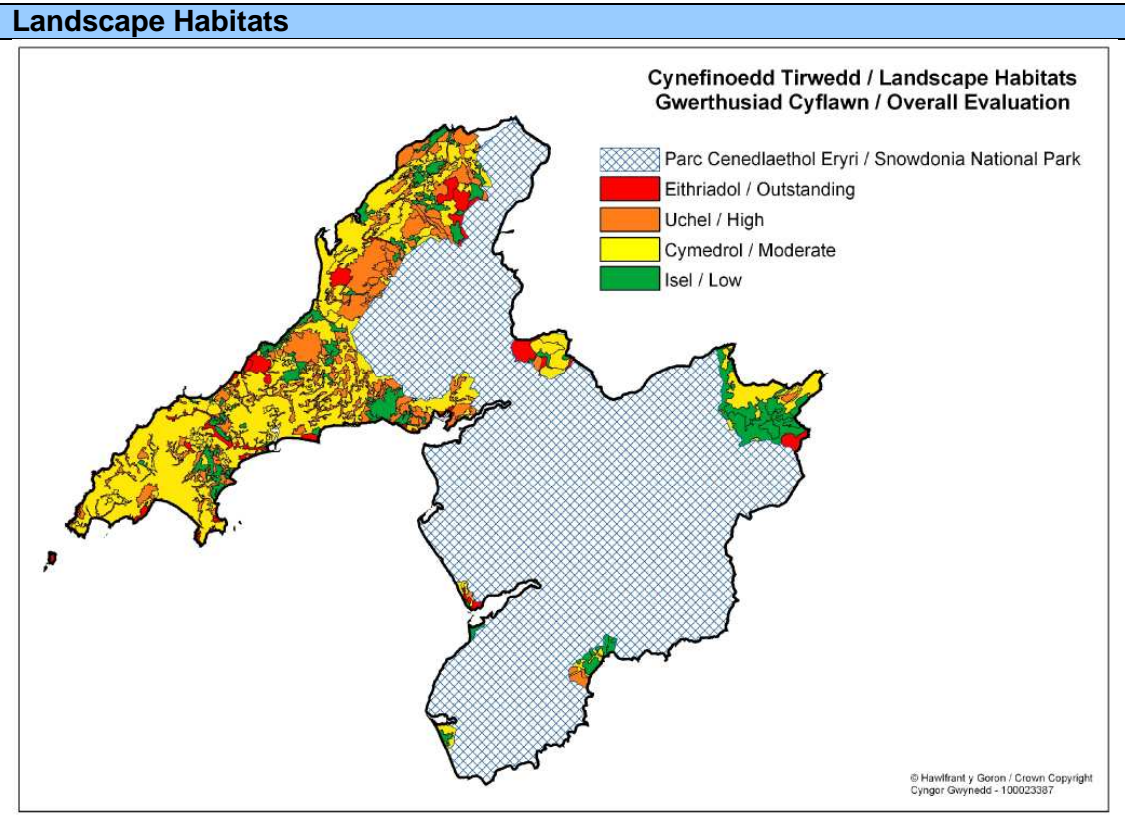 Landscape Habitats
Cynefinoedd Tirwedd / Landscape Habitats
Gwerthusiad Cyflawn / Overall Evaluation
Parc Cenedlaethol Eryri / Snowdonia National Park
Eithriadol / Outstanding
Uchel / High
Cymedrol / Moderate
Isel / Low
© Hawlfrant y Goron / Crown Copyright
Cyngor Gwynedd - 100023387